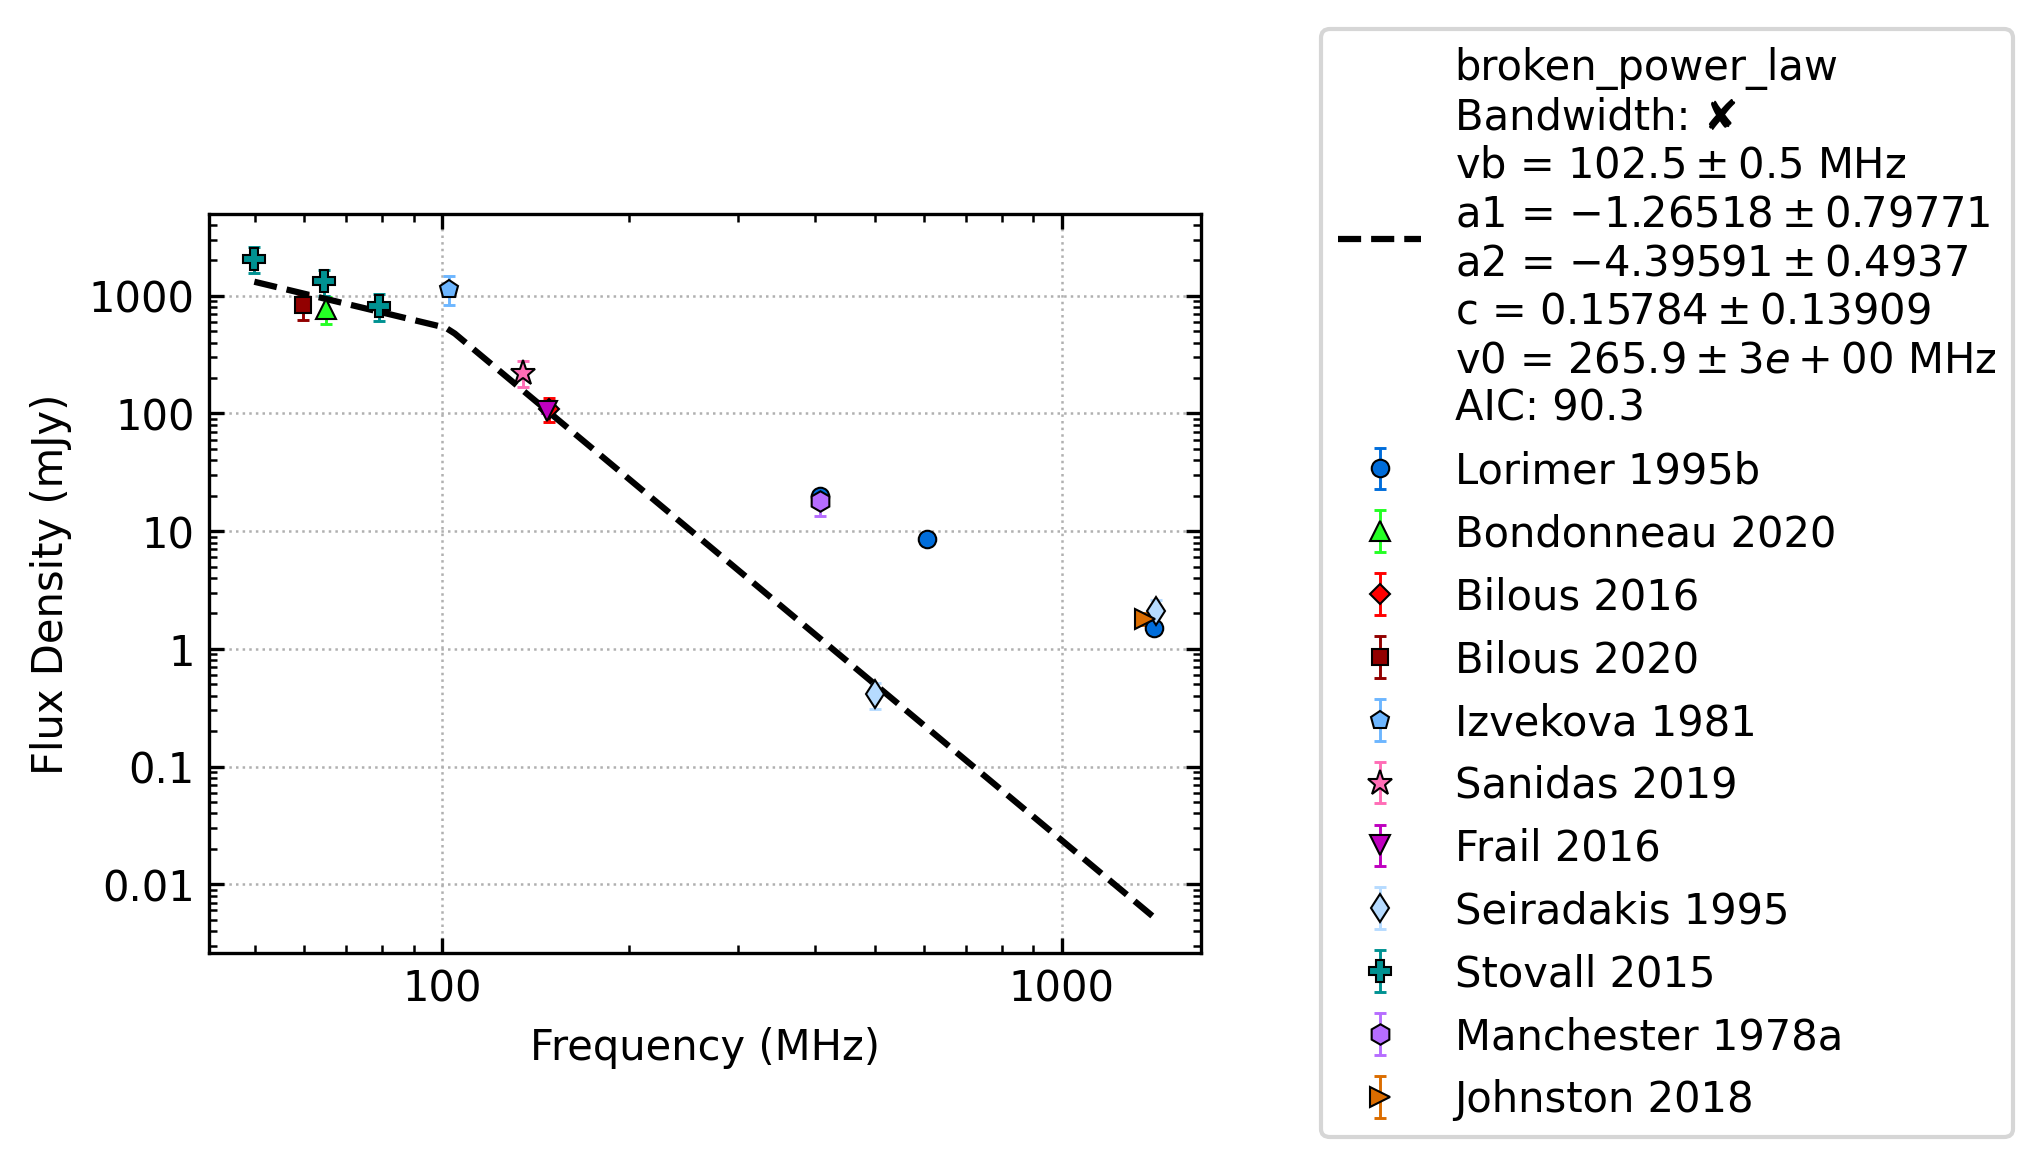 broken_power_law
Bandwidth: ✘
vb = 102.5 ± 0.5 MHz
a1 = −1.26518 ± 0.79771
a2 = −4.39591 ± 0.4937
c = 0.15784 ± 0.13909
v0 = 265.9 ± 3e + 00 MHz
AIC: 90.3
Lorimer 1995b
Bondonneau 2020
Bilous 2016
Bilous 2020
Izvekova 1981
Sanidas 2019
Frail 2016
Seiradakis 1995
Stovall 2015
Manchester 1978a
Johnston 2018
Flux Density (mJy)
1000
100
10
1
0.1
0.01
100
1000
Frequency (MHz)